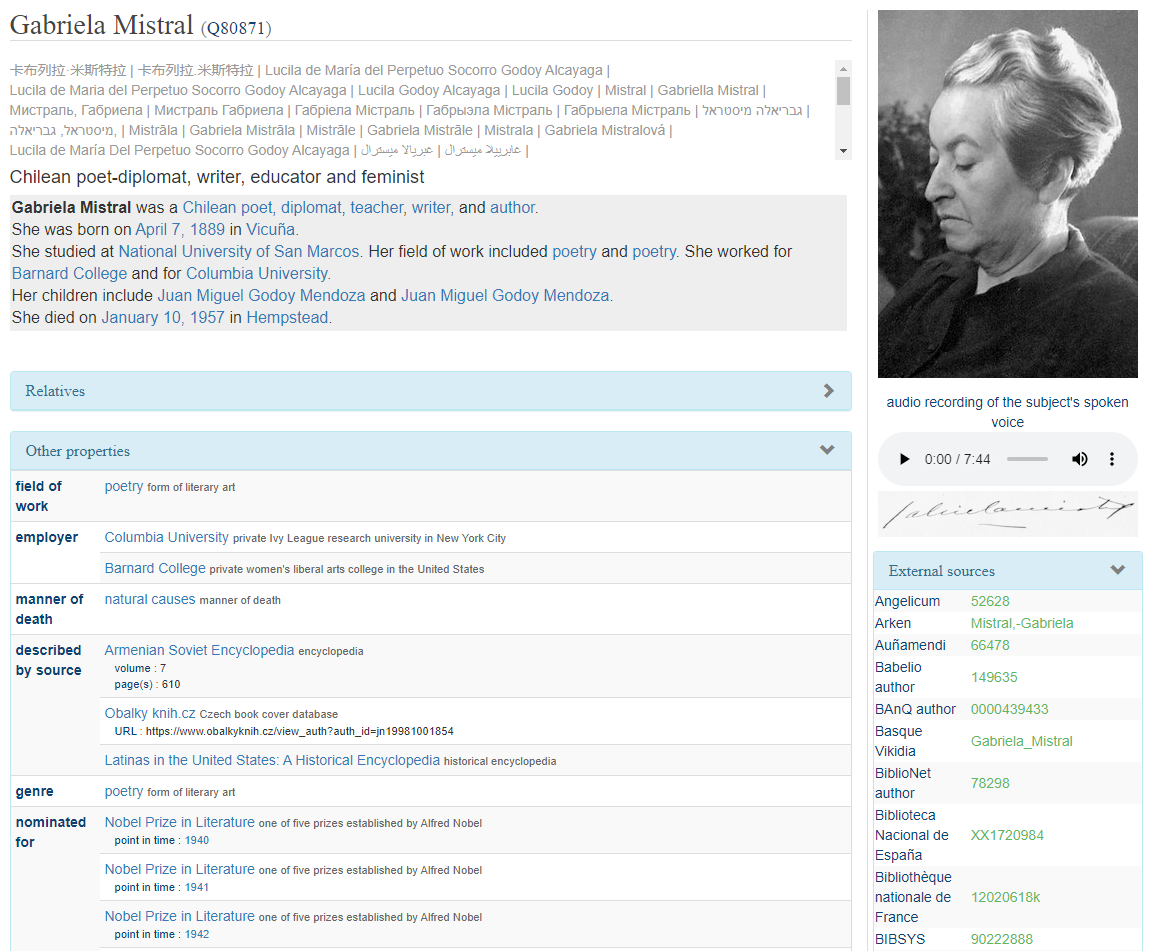 Gabriela Mistral (Q80871)
卡布列拉·米斯特拉 | 卡布列拉.米斯特拉 | Lucila de María del Perpetuo Socorro Godoy Alcayaga |
Lucila de Maria del Perpetuo Socorro Godoy Alcayaga | Lucila Godoy Alcayaga | Lucila Godoy | Mistral | Gabriella Mistral |
Мистраль, Габриела | Мистраль Габриела | Габріела Містраль | Габрыэла Містраль | Габрыела Містраль | גבריאלה מיסטראל |
מיסטראל, גבריאלה, | Mistrāla | Gabriela Mistrāla | Mistrāle | Gabriela Mistrāle | Mistrala | Gabriela Mistralová |
Lucila de María Del Perpetuo Socorro Godoy Alcayaga | غبريالا ميسترال | غابرييلا ميسترال |
Chilean poet-diplomat, writer, educator and feminist
Gabriela Mistral was a Chilean poet, diplomat, teacher, writer, and author.
She was born on April 7, 1889 in Vicuña.
She studied at National University of San Marcos. Her field of work included poetry and poetry. She worked for
Barnard College and for Columbia University.
Her children include Juan Miguel Godoy Mendoza and Juan Miguel Godoy Mendoza.
She died on January 10, 1957 in Hempstead.
Relatives
Other properties
field of
work
poetry form of literary art
employer
Columbia University private Ivy League research university in New York City
Barnard College private women's liberal arts college in the United States
manner of
death
natural causes manner of death
described
by source
Armenian Soviet Encyclopedia encyclopedia
volume : 7
page(s) : 610
Obalky knih.cz Czech book cover database
URL : https://www.obalkyknih.cz/view_auth?auth_id=jn19981001854
Latinas in the United States: A Historical Encyclopedia historical encyclopedia
genre
poetry form of literary art
nominated
for
Nobel Prize in Literature one of five prizes established by Alfred Nobel
point in time : 1940
Nobel Prize in Literature one of five prizes established by Alfred Nobel
point in time : 1941
Nobel Prize in Literature one of five prizes established by Alfred Nobel
point in time : 1942
audio recording of the subject's spoken
voice
0:00 / 7:44
Gabriela Mistral
External sources
Angelicum 52628
Arken Mistral,-Gabriela
Auñamendi 66478
Babelio
author
149635
BAnQ author 0000439433
Basque
Vikidia
Gabriela_Mistral
BiblioNet
author
78298
Biblioteca
Nacional de
España
XX1720984
Bibliothèque
nationale de
France
12020618k
BIBSYS 90222888